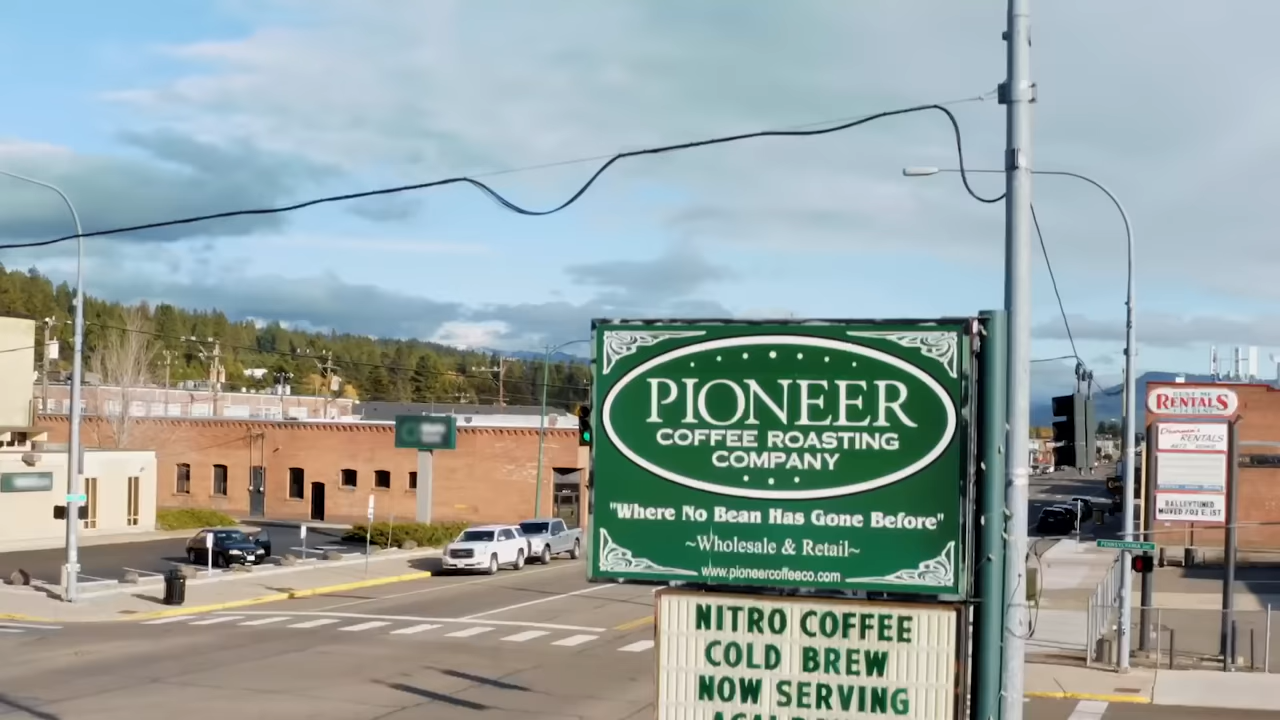 PIONEER
COFFEE ROASTING
COMPANY
"Where No Bean Has Gone Before"
~Wholesale & Retail~
www.pioneercoffeeco.com
NITRO COFFEE
COLD BREW
NOW SERVING
RENTALS
RENTALS